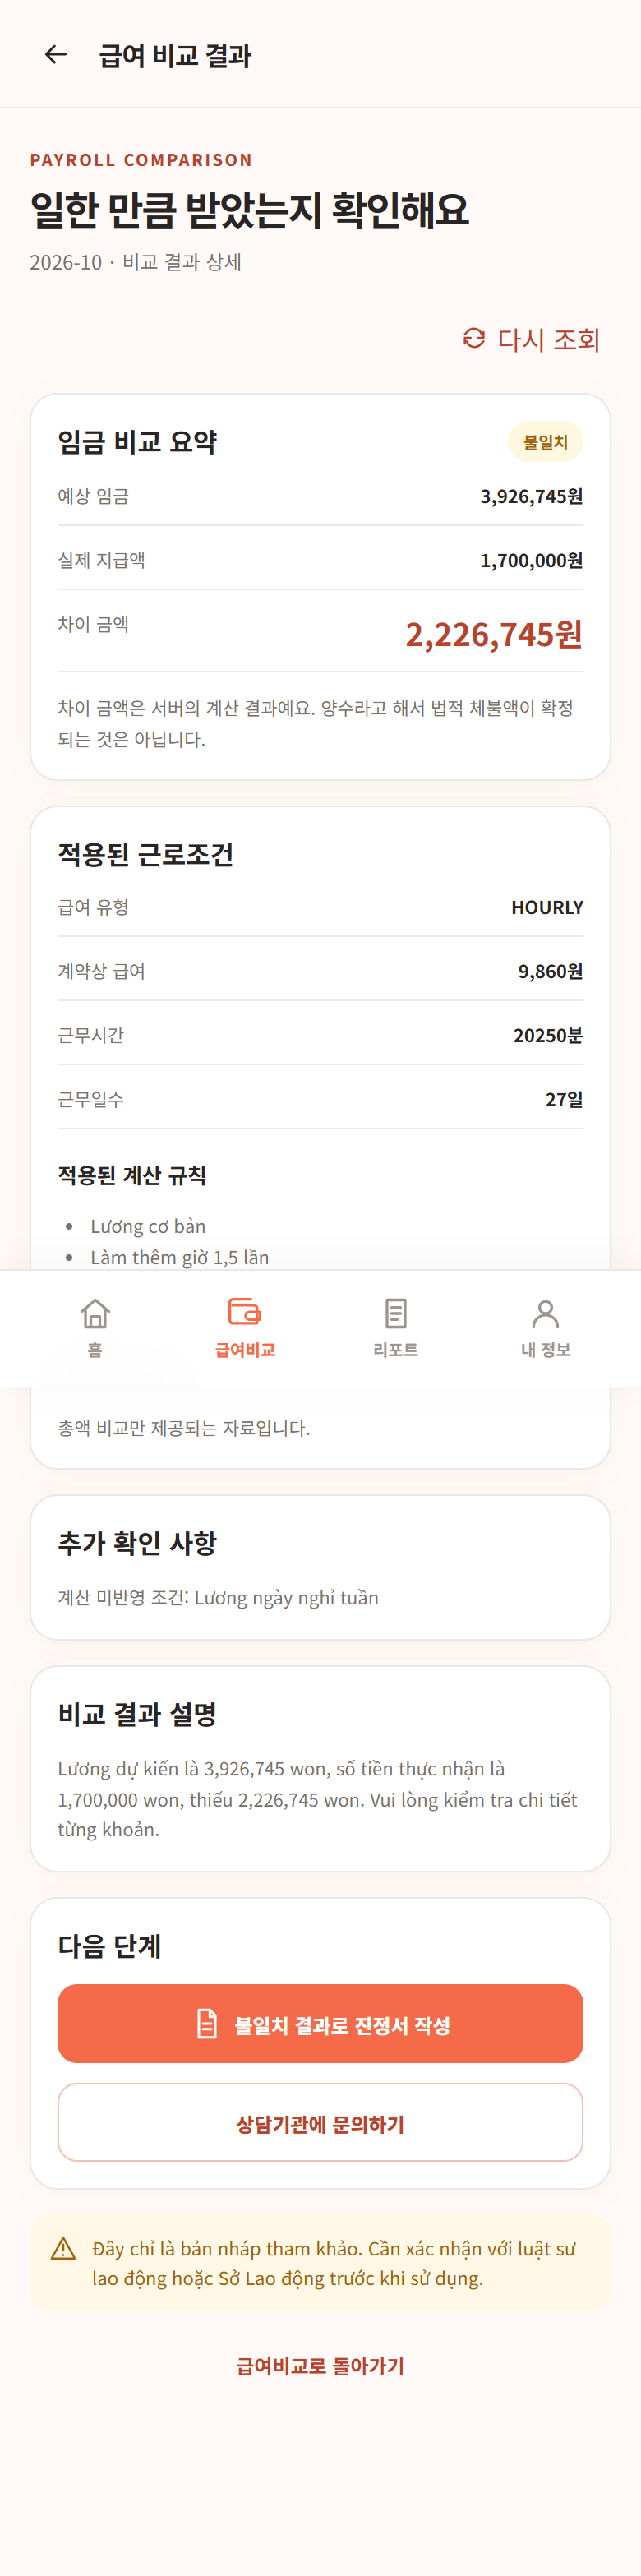 급여 비교 결과
PAYROLL COMPARISON
일한 만큼 받았는지 확인해요
2026-10 · 비교 결과 상세
다시 조회
임금 비교 요약
불일치
예상 임금 3,926,745원
실제 지급액 1,700,000원
차이 금액 2,226,745원
차이 금액은 서버의 계산 결과예요. 양수라고 해서 법적 체불액이 확정
되는 것은 아닙니다.
적용된 근로조건
급여 유형 HOURLY
계약상 급여 9,860원
근무시간 20250분
근무일수 27일
적용된 계산 규칙
• Lương cơ bản
• Làm thêm giờ 1,5 lần
홈
급여비교
리포트
내 정보
총액 비교만 제공되는 자료입니다.
추가 확인 사항
계산 미반영 조건: Lương ngày nghỉ tuần
비교 결과 설명
Lương dự kiến là 3,926,745 won, số tiền thực nhận là
1,700,000 won, thiếu 2,226,745 won. Vui lòng kiểm tra chi tiết
từng khoản.
다음 단계
불일치 결과로 진정서 작성
상담기관에 문의하기
Đây chỉ là bản nháp tham khảo. Cần xác nhận với luật sư
lao động hoặc Sở Lao động trước khi sử dụng.
급여비교로 돌아가기